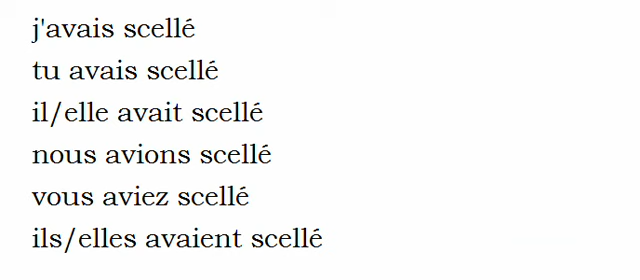 j'avais scellé
tu avais scellé
il/elle avait scellé
nous avions scellé
vous aviez scellé
ils/elles avaient scellé